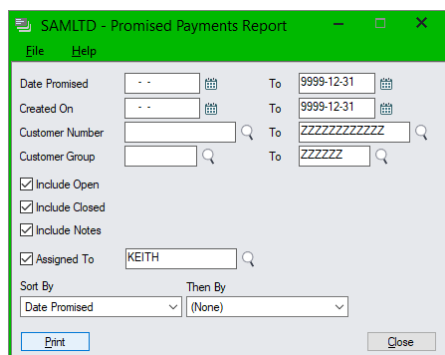 SAMLTD - Promised Payments Report
File Help
Date Promised - - To 9999-12-31
Created On - - To 9999-12-31
Customer Number To ZZZZZZZZZZZZ
Customer Group To ZZZZZZ
Include Open
Include Closed
Include Notes
Assigned To KEITH
Sort By Then By
Date Promised (None)
Print Close